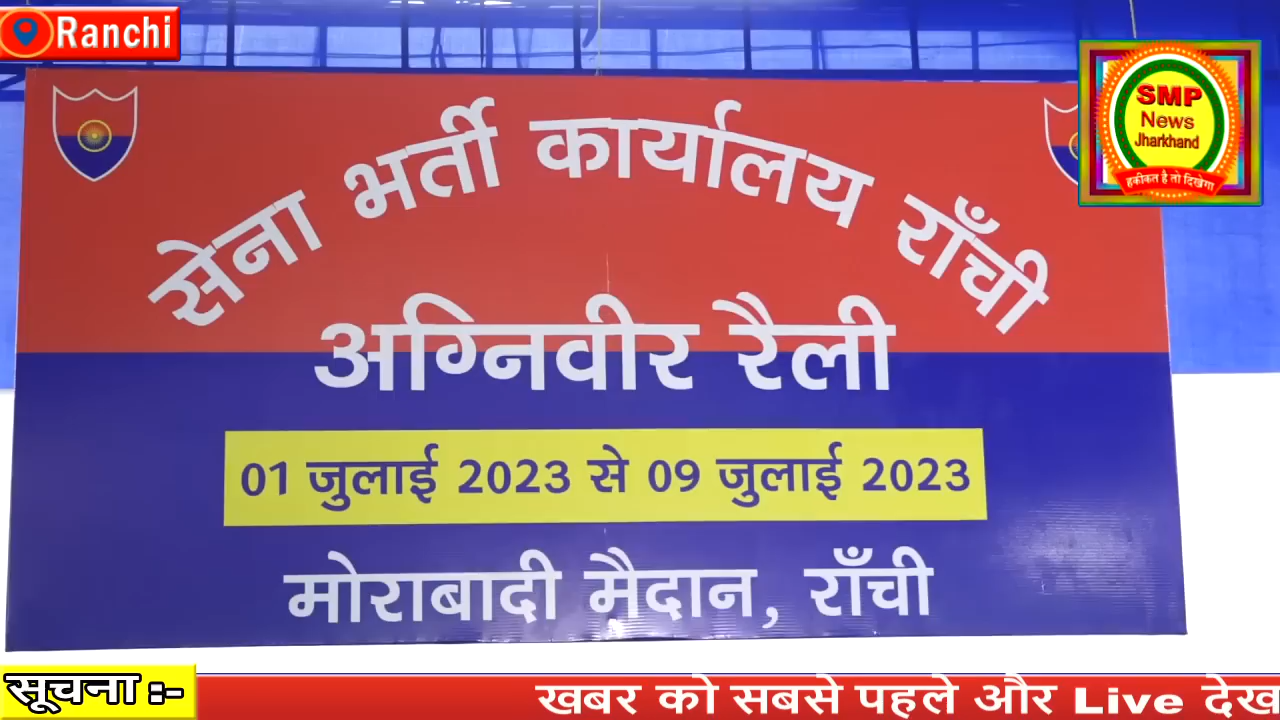 Ranchi
SMP
News
Jharkhand
हकीकत है तो दिखेगा
सेना भर्ती कार्यालय राँची
अग्निवीर रैली
01 जुलाई 2023 से 09 जुलाई 2023
मोराबादी मैदान, राँची
सूचना :-
खबर को सबसे पहले और Live देख